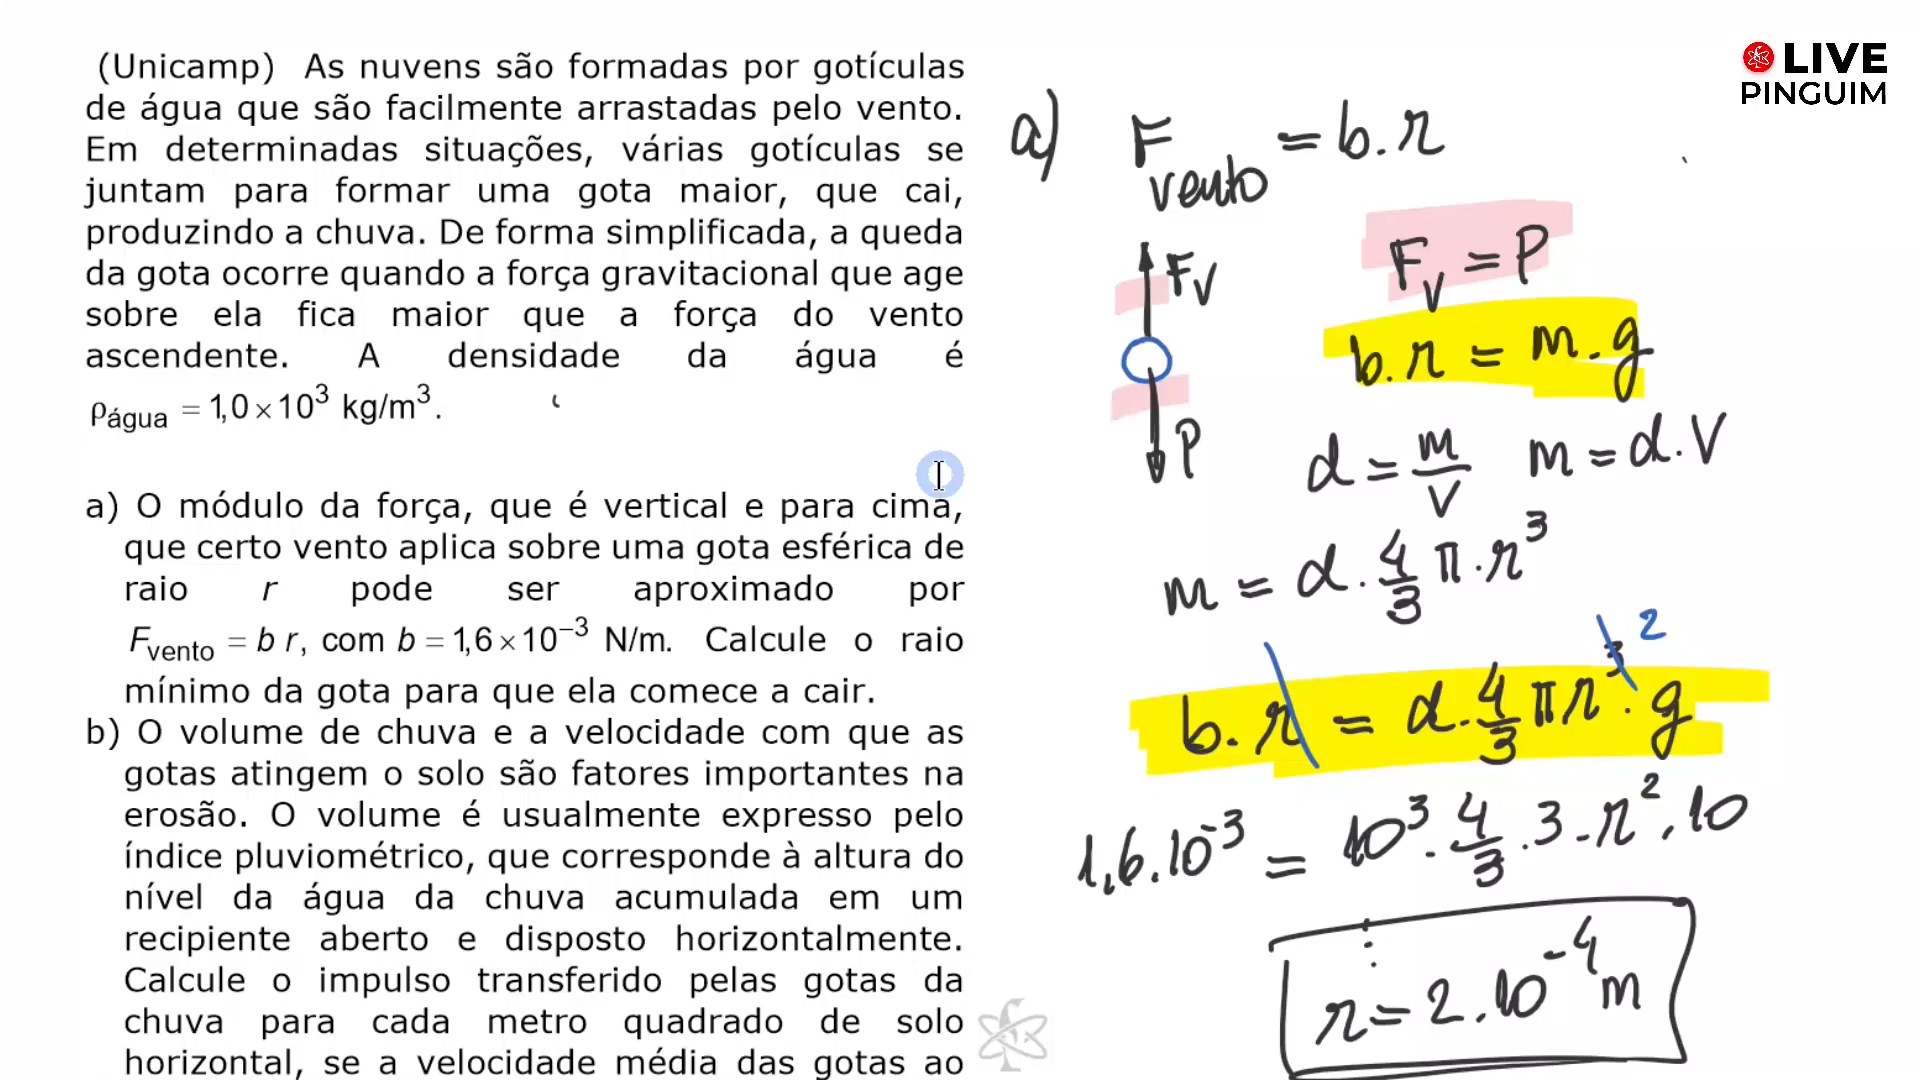 (Unicamp) As nuvens são formadas por gotículas
de água que são facilmente arrastadas pelo vento.
Em determinadas situações, várias gotículas se
juntam para formar uma gota maior, que cai,
produzindo a chuva. De forma simplificada, a queda
da gota ocorre quando a força gravitacional que age
sobre ela fica maior que a força do vento
ascendente. A densidade da água é
ρágua = 1,0 × 10³ kg/m³.
a) O módulo da força, que é vertical e para cima,
que certo vento aplica sobre uma gota esférica de
raio r pode ser aproximado por
Fvento = b r, com b = 1,6 × 10⁻³ N/m. Calcule o raio
mínimo da gota para que ela comece a cair.
b) O volume de chuva e a velocidade com que as
gotas atingem o solo são fatores importantes na
erosão. O volume é usualmente expresso pelo
índice pluviométrico, que corresponde à altura do
nível da água da chuva acumulada em um
recipiente aberto e disposto horizontalmente.
Calcule o impulso transferido pelas gotas da
chuva para cada metro quadrado de solo
horizontal, se a velocidade média das gotas ao
LIVE
PINGUIM
a) F vento = b.r
Fv
P
Fv = P
b.r = m.g
d = m/V m = d.V
m = d.4/3 π.r³
2
b.r = d.4/3 πr³.g
1,6.10⁻³ = 10³.4/3.3.r².10
r = 2.10⁻⁴ m